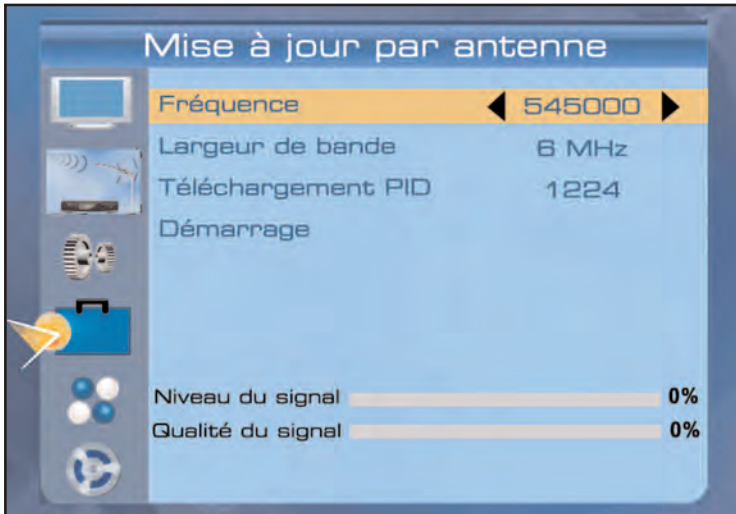 Mise à jour par antenne
Fréquence 545000
Largeur de bande 6 MHz
Téléchargement PID 1224
Démarrage
Niveau du signal 0%
Qualité du signal 0%